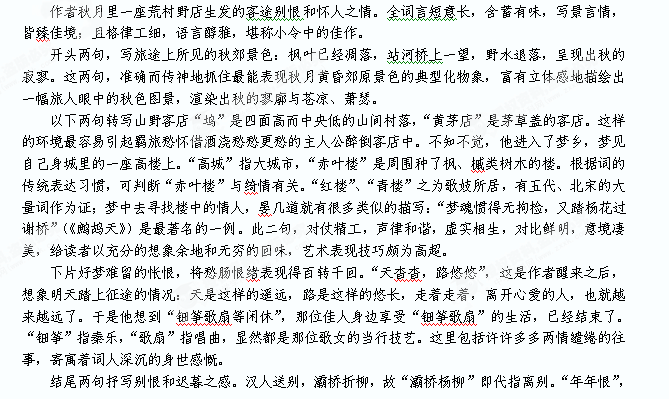 作者秋月里一座荒村野店生发的客途别恨和怀人之情。全词言短意长，含蓄有味，写景言情，
皆臻佳境；且格律工细，语言醇雅，堪称小令中的佳作。
开头两句，写旅途上所见的秋郊景色：枫叶已经凋落，站河桥上一望，野水退落，呈现出秋的
寂寥。这两句，准确而传神地抓住最能表现秋月黄昏郊原景色的典型化物象，富有立体感地描绘出
一幅旅人眼中的秋色图景，渲染出秋的寥廓与苍凉、萧瑟。
以下两句转写山野客店“坞”是四面高而中央低的山间村落，“黄茅店”是茅草盖的客店。这样
的环境最容易引起羁旅愁怀借酒浇愁愁更愁的主人公醉倒客店中。不知不觉，他进入了梦乡，梦见
自己身城里的一座高楼上。“高城”指大城市，“赤叶楼”是周围种了枫、槭类树木的楼。根据词的
传统表达习惯，可判断“赤叶楼”与绮情有关。“红楼”、“青楼”之为歌妓所居，有五代、北宋的大
量词作为证；梦中去寻找楼中的情人，晏几道就有很多类似的描写：“梦魂惯得无拘检，又踏杨花过
谢桥”（《鹧鸪天》）是最著名的一例。此二句，对仗精工，声律和谐，虚实相生，对比鲜明，意境凄
美，给读者以充分的想象余地和无穷的回味，艺术表现技巧颇为高超。
下片好梦难留的怅恨，将愁肠恨绪表现得百转千回。“天杳杳，路悠悠”，这是作者醒来之后，
想象明天踏上征途的情况：天是这样的遥远，路是这样的悠长，走着走着，离开心爱的人，也就越
来越远了。于是他想到“钿筝歌扇等闲休”，那位佳人身边享受“钿筝歌扇”的生活，已经结束了。
“钿筝”指奏乐，“歌扇”指唱曲，显然都是那位歌女的当行技艺。这里包括许许多多两情缱绻的往
事，寄寓着词人深沉的身世感慨。
结尾两句抒写别恨和迟暮之感。汉人送别，灞桥折柳，故“灞桥杨柳”即代指离别。“年年恨”，